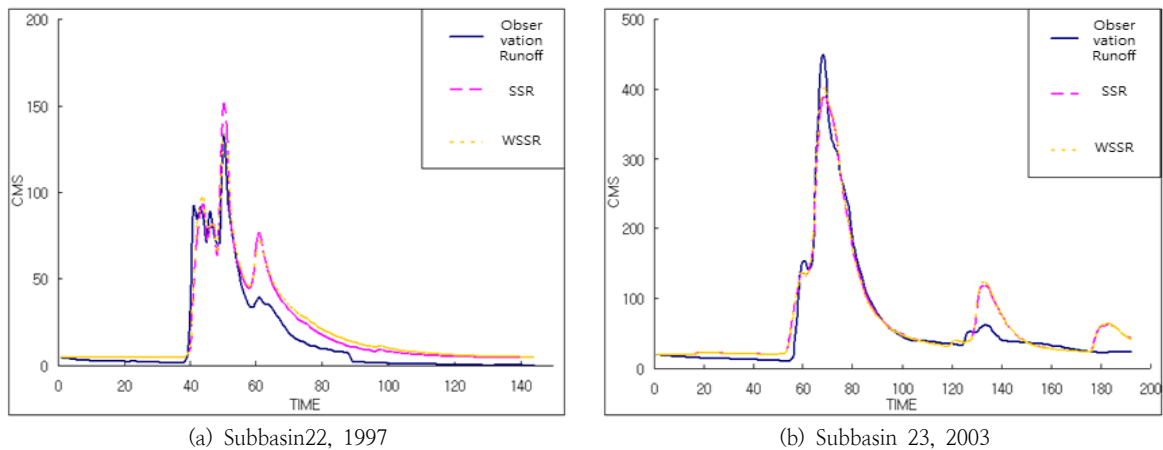 200
150
100
50
0
CMS
0
20
40
60
80
100
120
140
TIME
Obser
vation
Runoff
SSR
WSSR
(a) Subbasin22, 1997
500
400
300
200
100
0
CMS
0
20
40
60
80
100
120
140
160
180
200
TIME
Obser
vation
Runoff
SSR
WSSR
(b) Subbasin 23, 2003